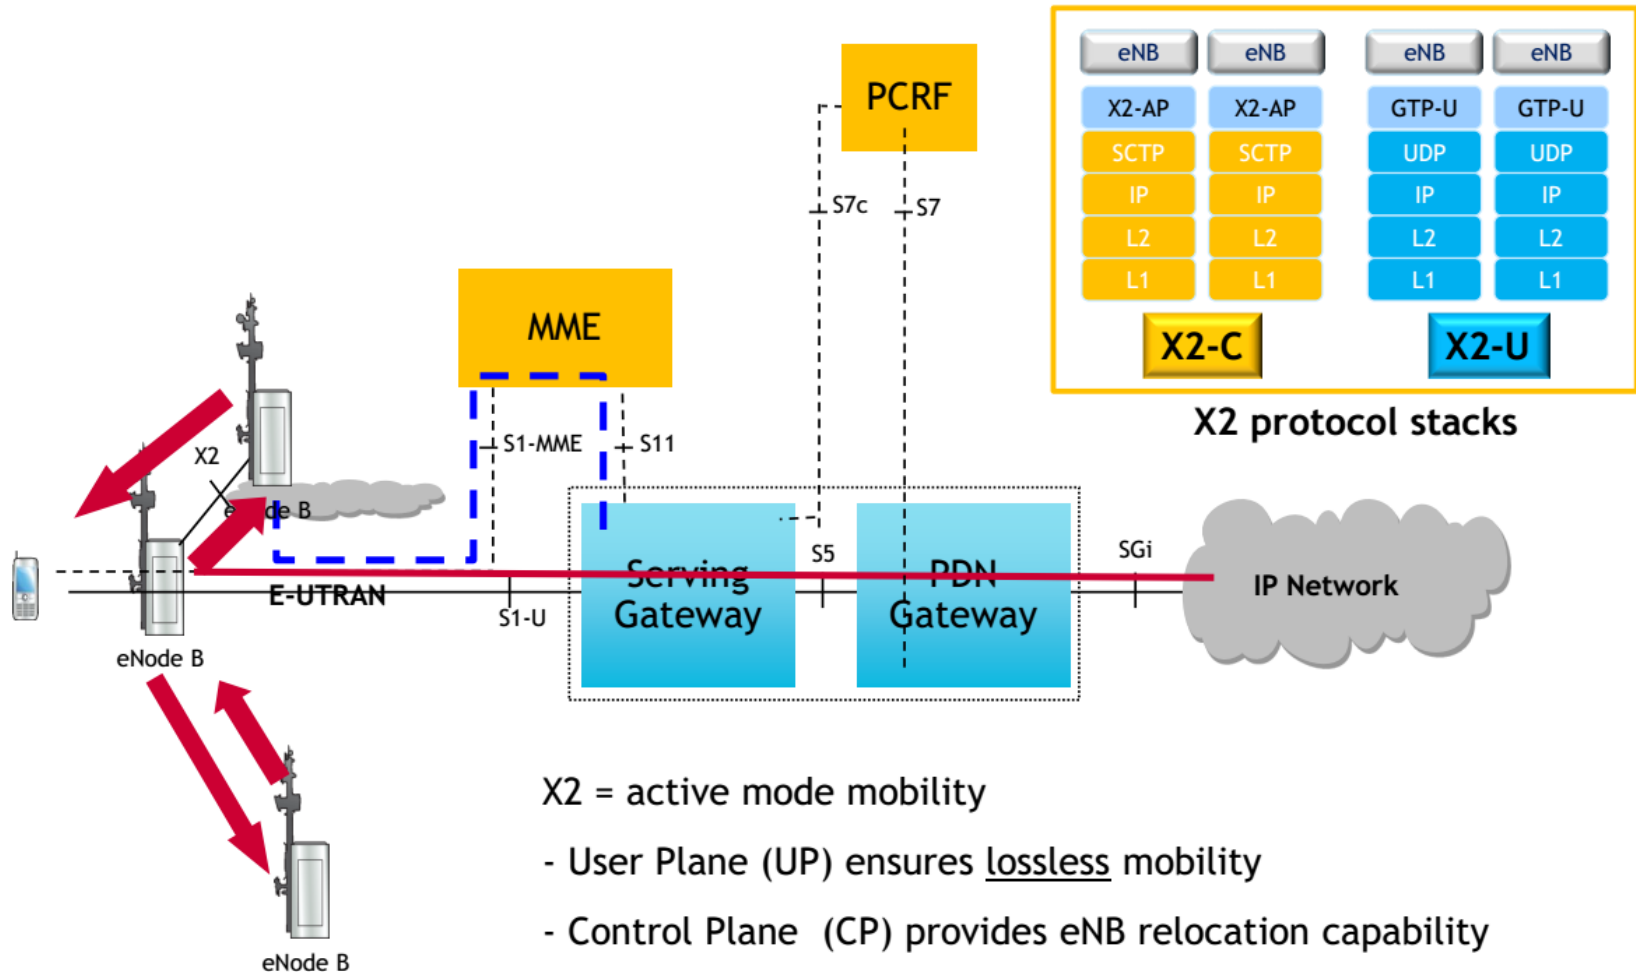 PCRF
S7c
S7
MME
S1-MME
S11
X2
eNode B
E-UTRAN
S1-U
Serving
Gateway
S5
PDN
Gateway
SGi
IP Network
eNode B
eNode B
eNB eNB eNB eNB
X2-AP X2-AP GTP-U GTP-U
SCTP SCTP UDP UDP
IP IP IP IP
L2 L2 L2 L2
L1 L1 L1 L1
X2-C X2-U
X2 protocol stacks
X2 = active mode mobility
- User Plane (UP) ensures lossless mobility
- Control Plane (CP) provides eNB relocation capability